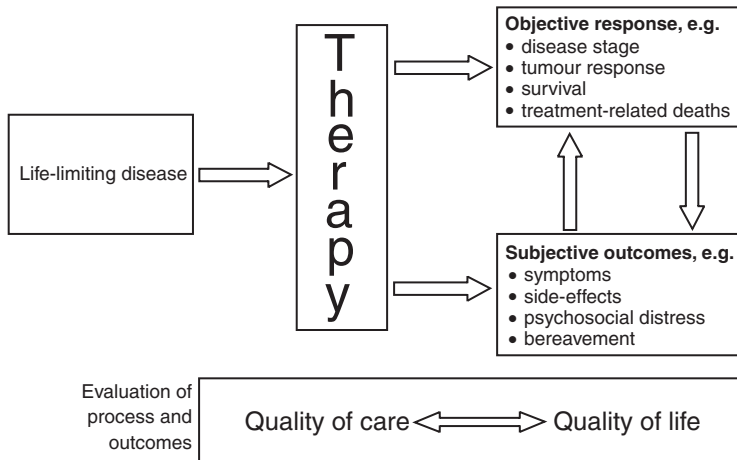 Life-limiting disease
Therapy
Objective response, e.g.
• disease stage
• tumour response
• survival
• treatment-related deaths
Subjective outcomes, e.g.
• symptoms
• side-effects
• psychosocial distress
• bereavement
Evaluation of
process and
outcomes
Quality of care
Quality of life